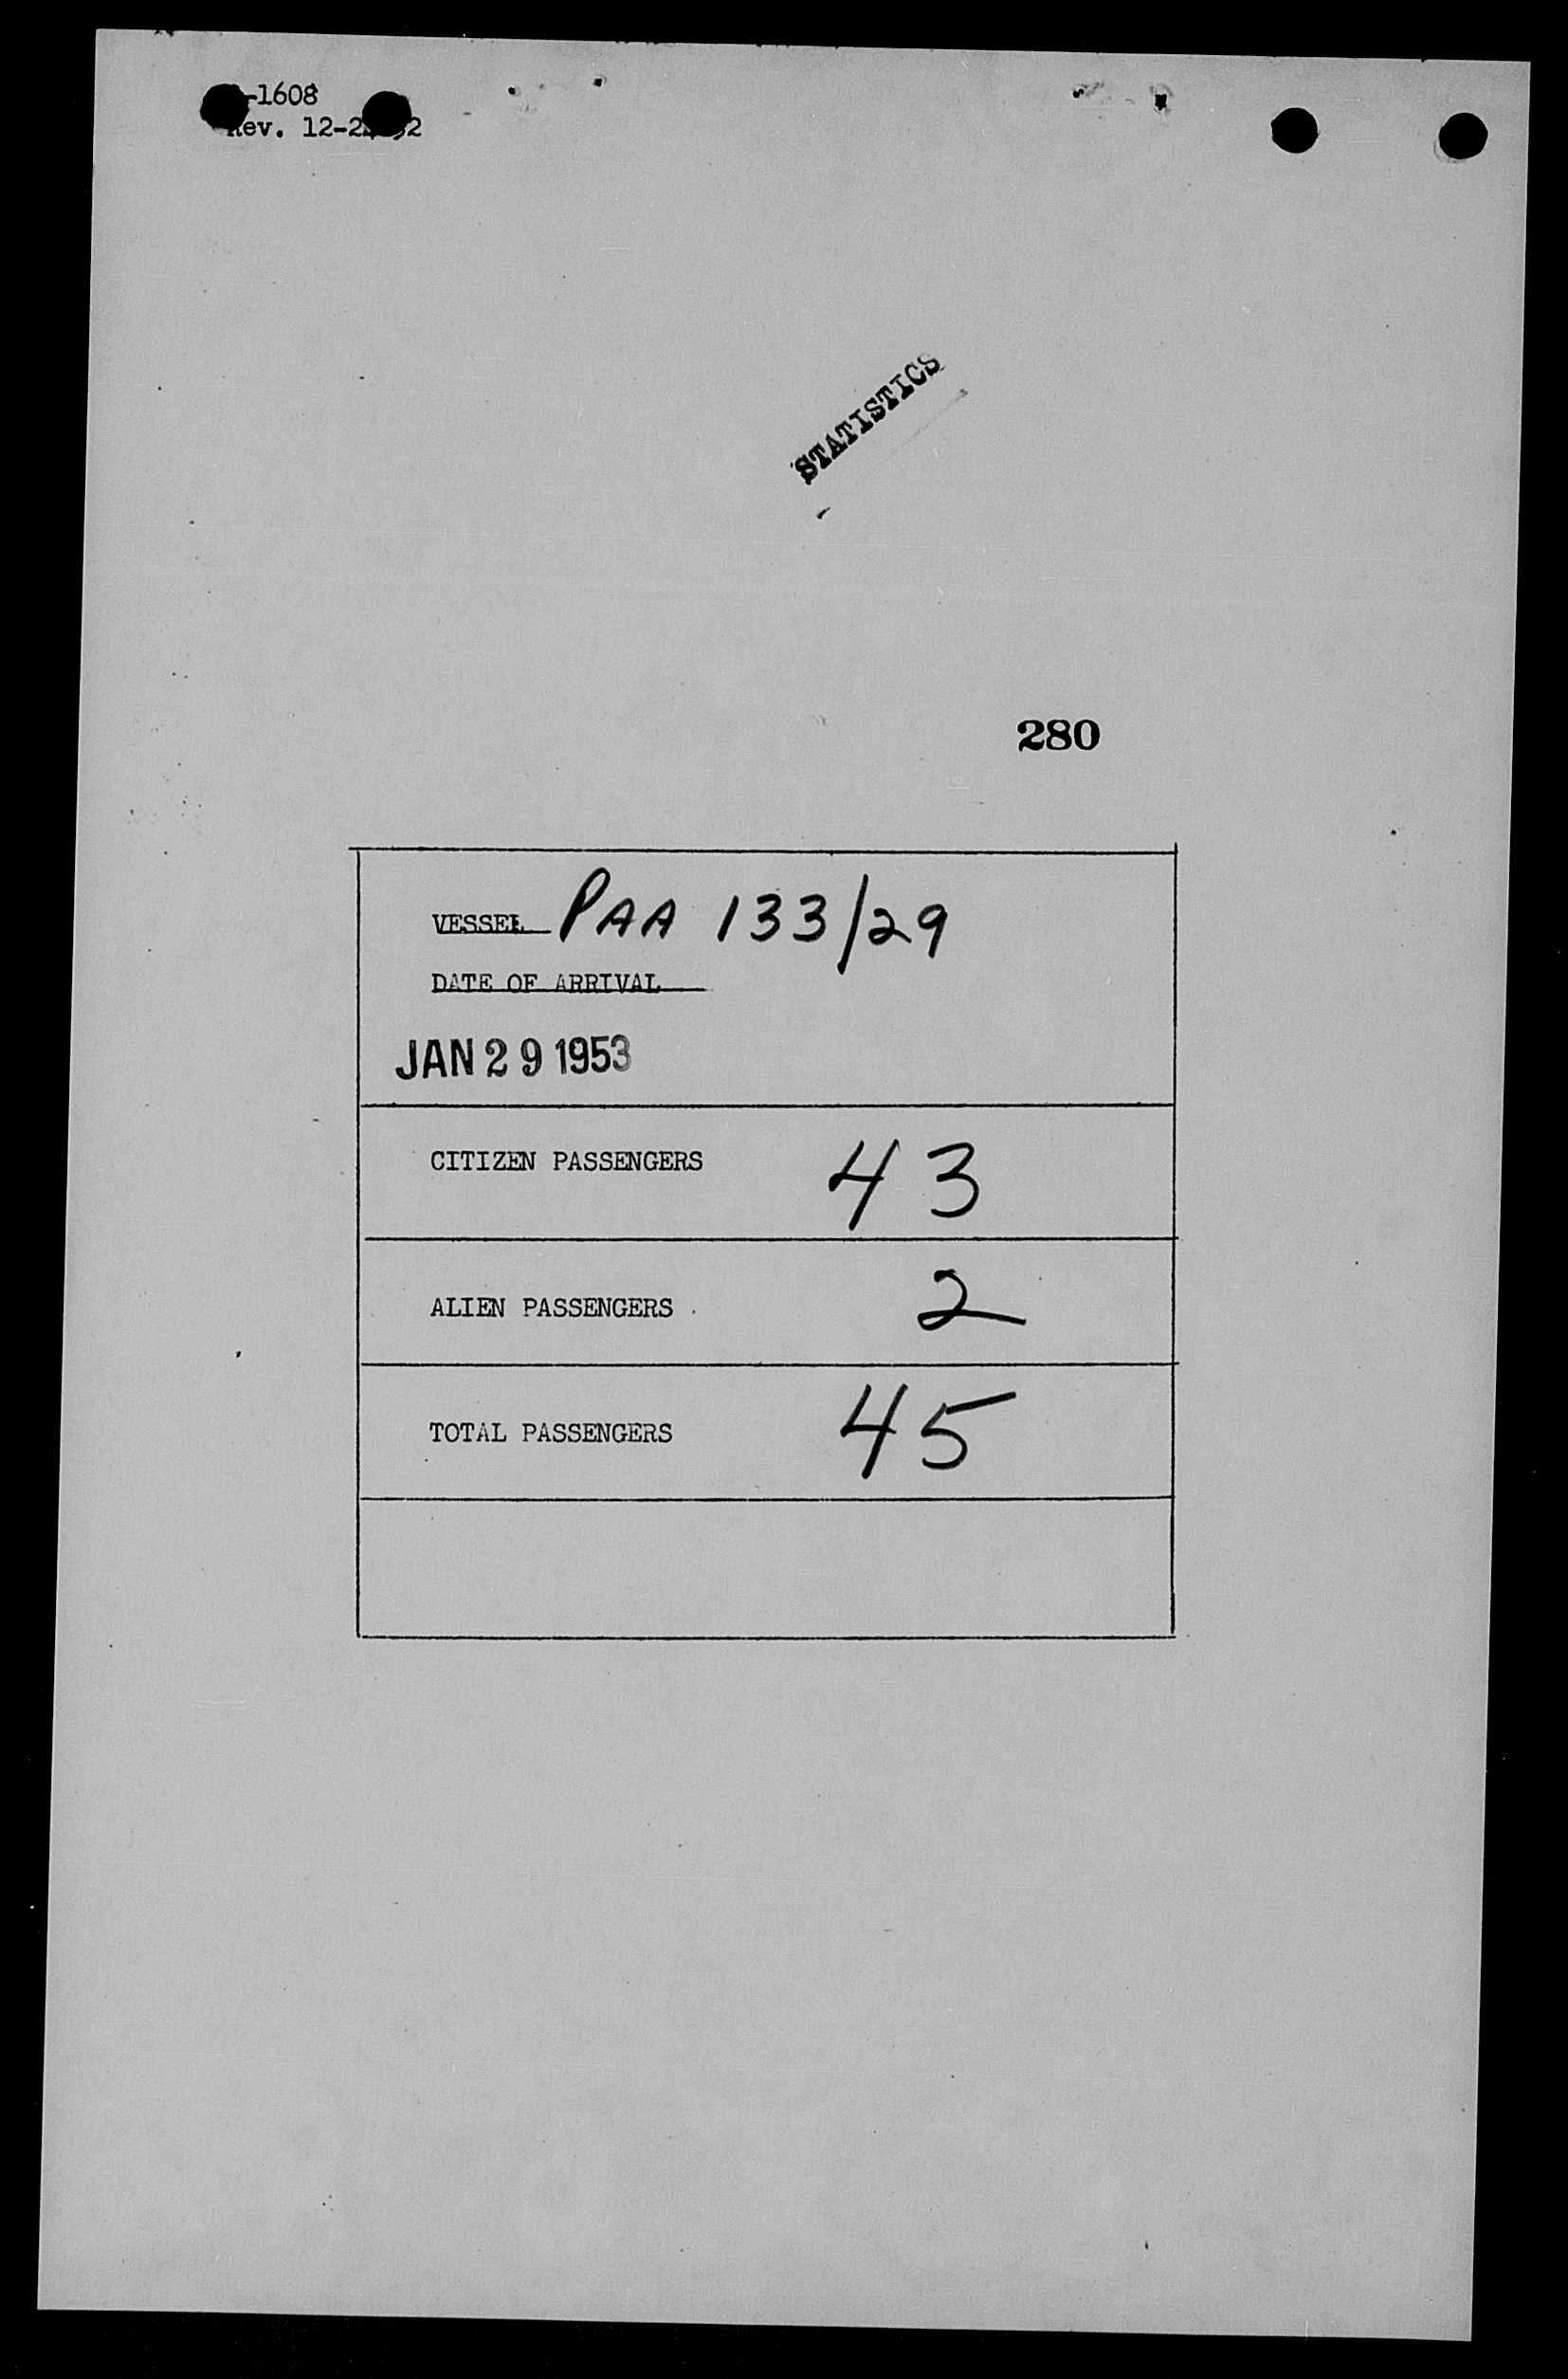 -1608
Rev. 12-2
STATISTICS
280
VESSEL PAA 133/29
DATE OF ARRIVAL
JAN 29 1953
CITIZEN PASSENGERS 43
ALIEN PASSENGERS 2
TOTAL PASSENGERS 45